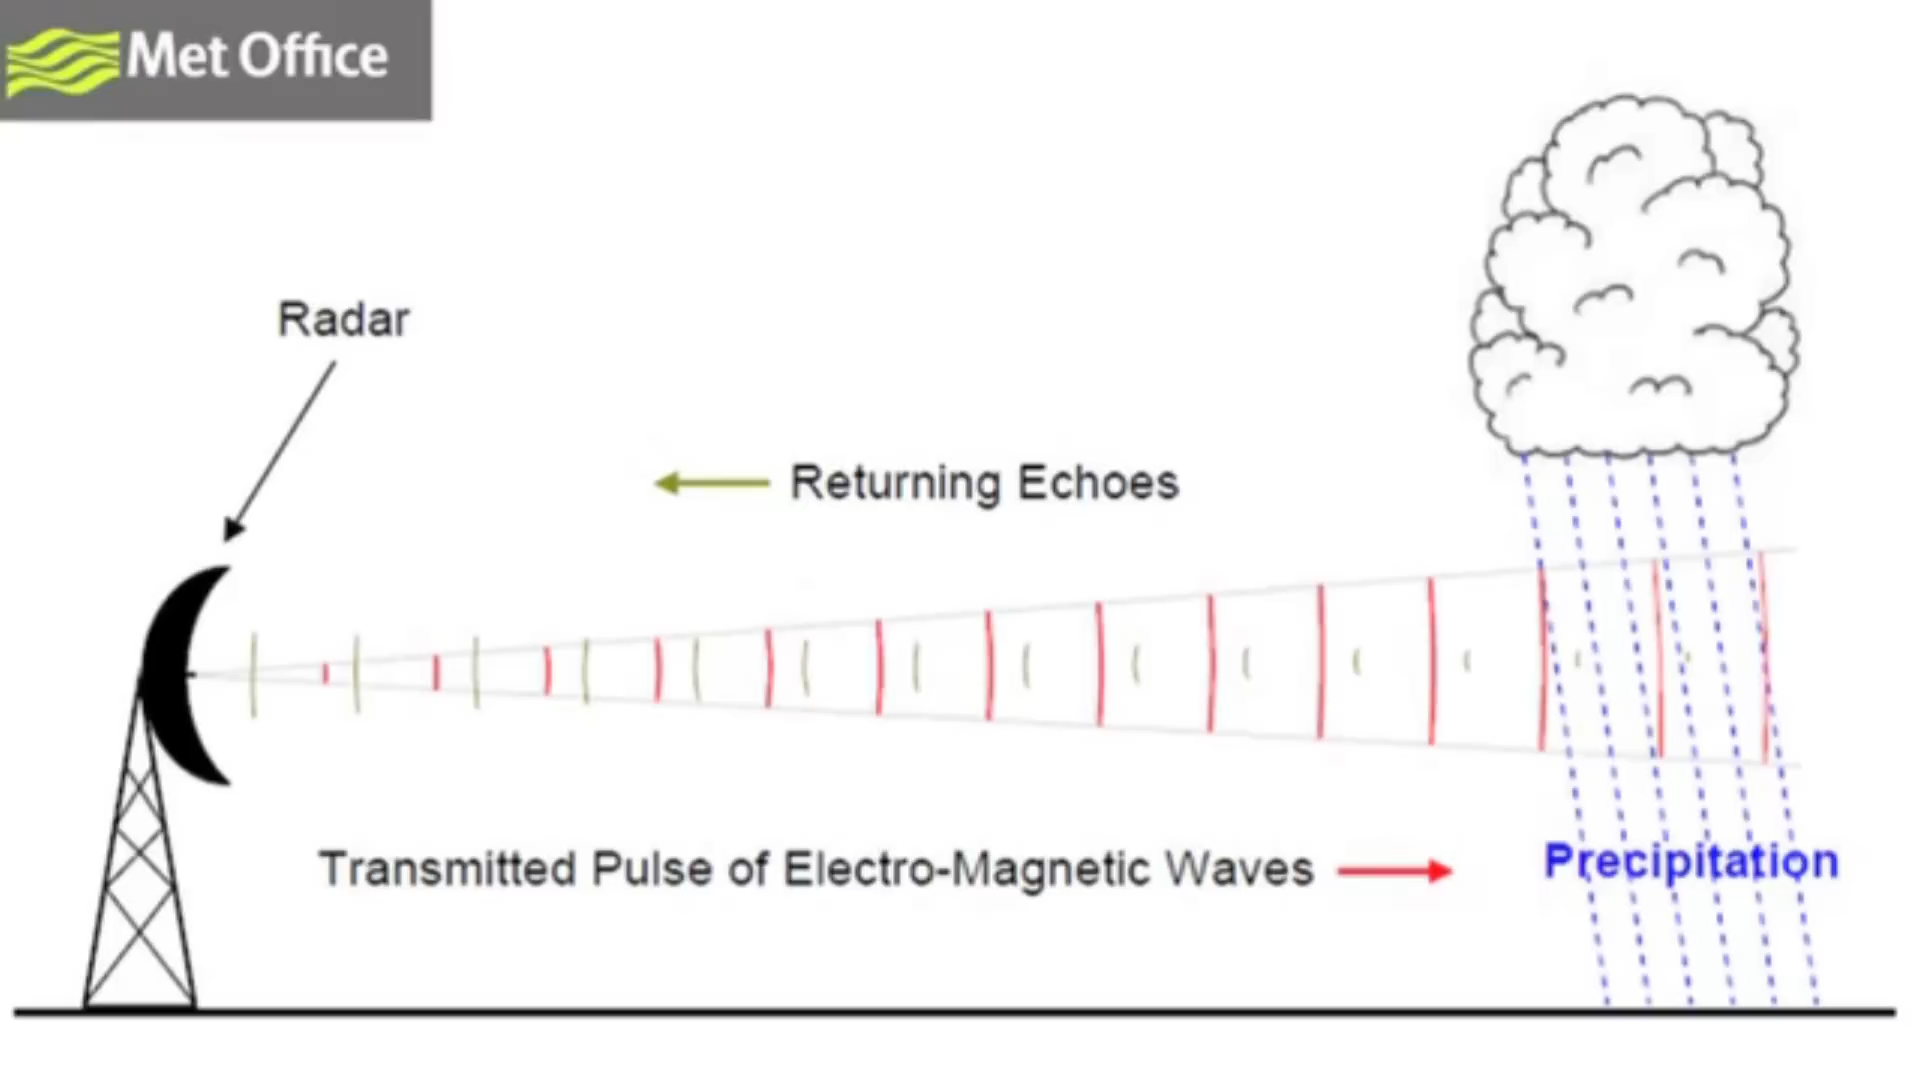 Met Office
Radar
Returning Echoes
Transmitted Pulse of Electro-Magnetic Waves
Precipitation